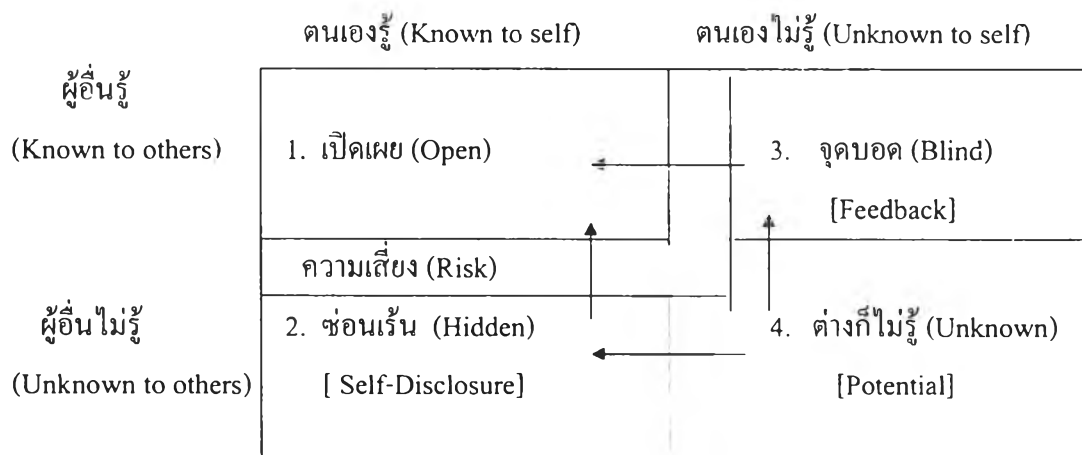 ตนเองรู้ (Known to self) ตนเองไม่รู้ (Unknown to self)
ผู้อื่นรู้
(Known to others) 1. เปิดเผย (Open) 3. จุดบอด (Blind)
[Feedback]
ความเสี่ยง (Risk)
ผู้อื่นไม่รู้ 2. ซ่อนเร้น (Hidden) 4. ต่างก็ไม่รู้ (Unknown)
(Unknown to others) [ Self-Disclosure] [Potential]